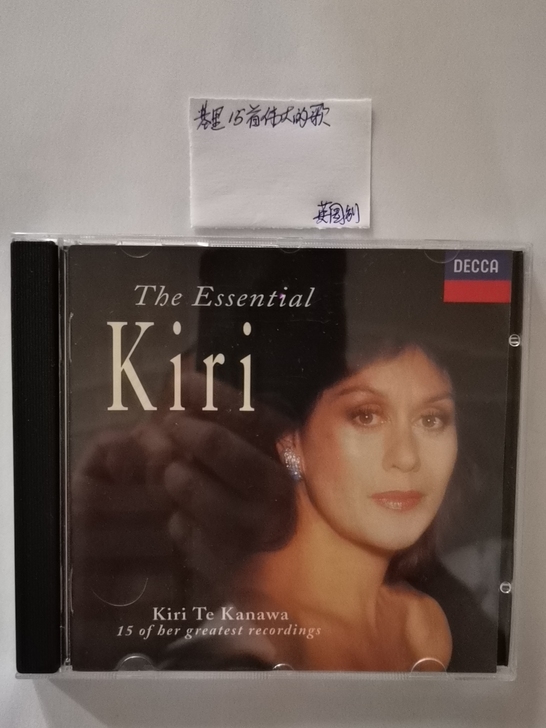 基里15首伟大的歌
英国制
DECCA
The Essential
Kiri
Kiri Te Kanawa
15 of her greatest recordings